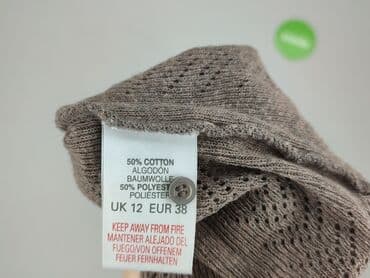 50% COTTON
ALGODÓN
BAUMWOLLE
50% POLYESTER
POLIÉSTER
UK 12 EUR 38
KEEP AWAY FROM FIRE
MANTENER ALEJADO DEL
FUEGO/VON OFFENEM
FEUER FERNHALTEN